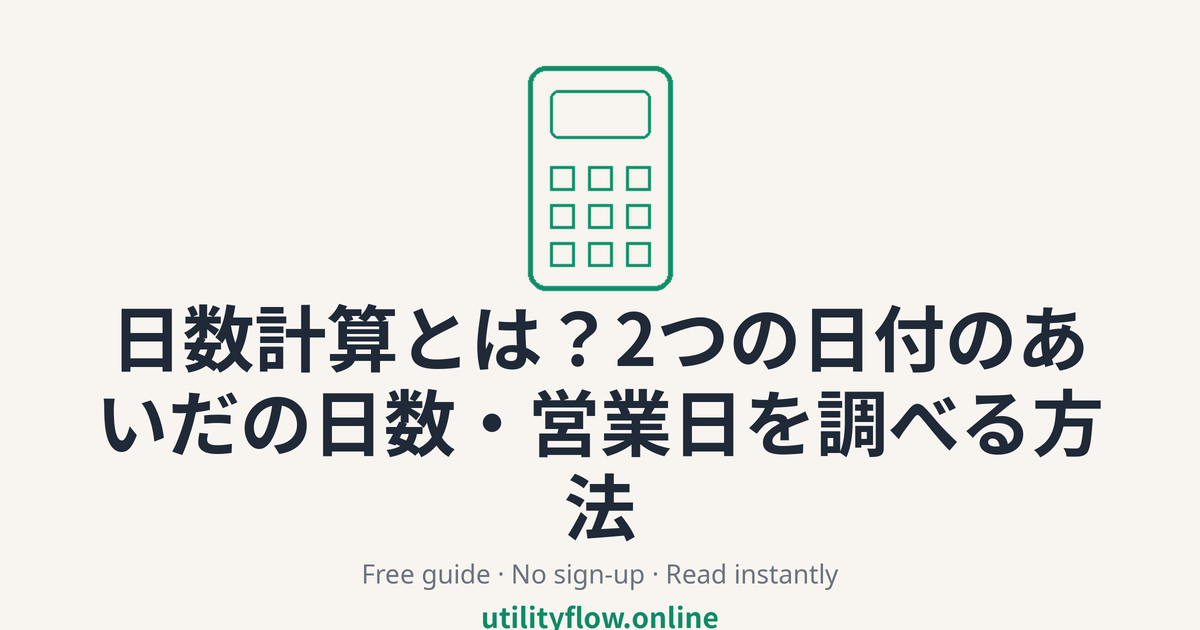 日数計算とは？2つの日付のあ
いだの日数・営業日を調べる方
法
Free guide · No sign-up · Read instantly
utilityflow.online